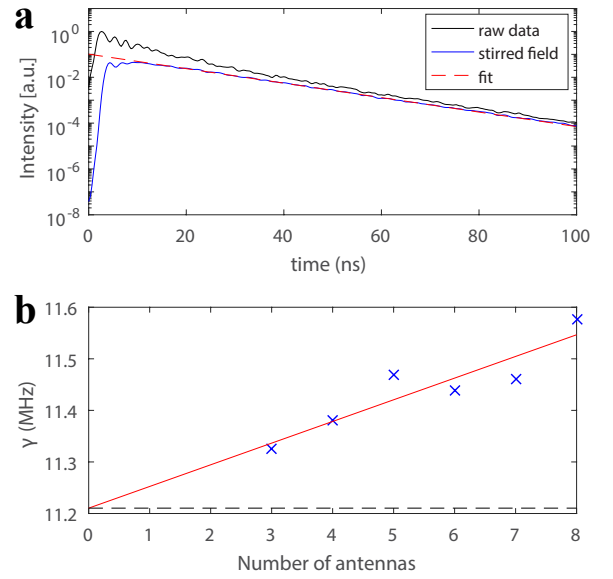 a
Intensity [a.u.]
10^0
10^-2
10^-4
10^-6
10^-8
raw data
stirred field
fit
0 20 40 60 80 100
time (ns)
b
γ (MHz)
11.6
11.5
11.4
11.3
11.2
0 1 2 3 4 5 6 7 8
Number of antennas